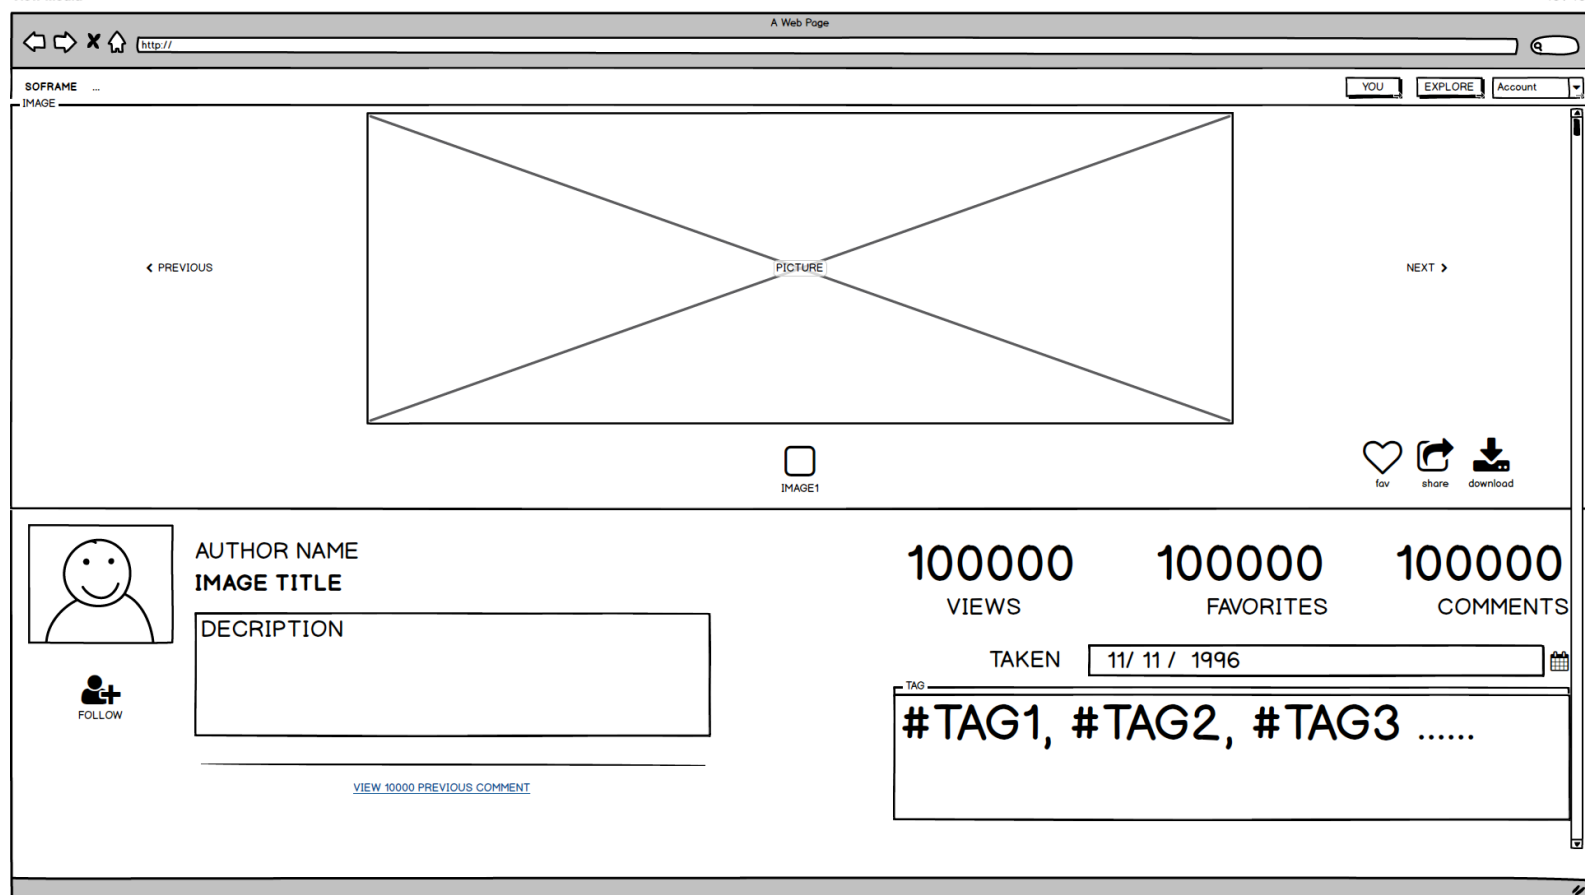 A Web Page
http://
SOFRAME ...
YOU
EXPLORE
Account
IMAGE
PICTURE
PREVIOUS
NEXT
IMAGE1
fav
share
download
AUTHOR NAME
IMAGE TITLE
DECRIPTION
FOLLOW
VIEW 10000 PREVIOUS COMMENT
100000
VIEWS
100000
FAVORITES
100000
COMMENTS
TAKEN
11/ 11 / 1996
TAG
#TAG1, #TAG2, #TAG3 ......